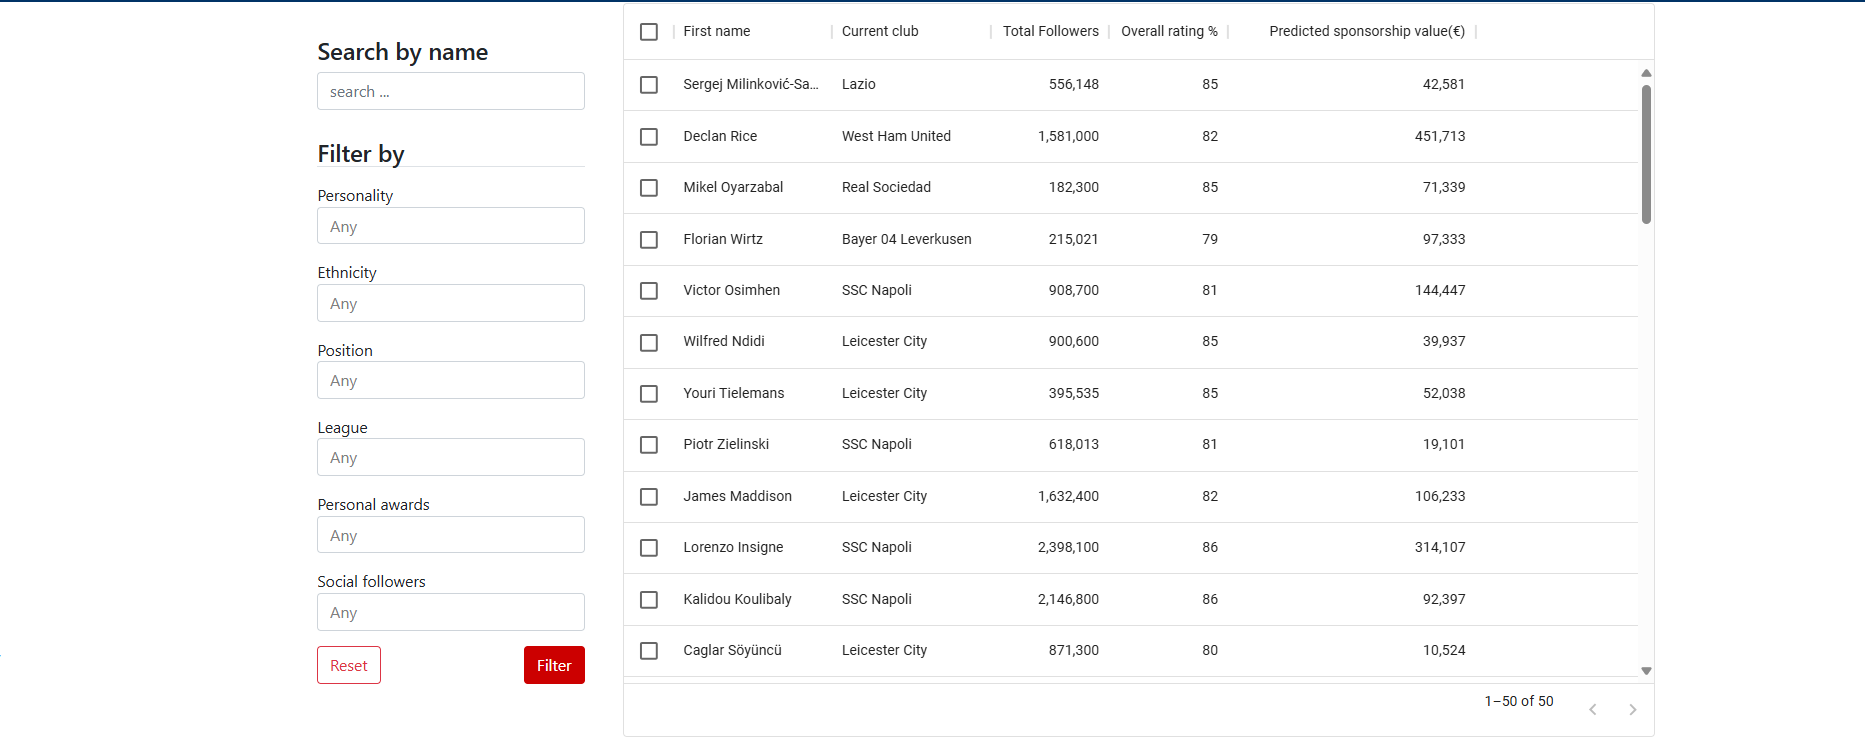 Search by name
search ...
Filter by
Personality
Any
Ethnicity
Any
Position
Any
League
Any
Personal awards
Any
Social followers
Any
Reset Filter
First name Current club Total Followers Overall rating % Predicted sponsorship value(€)
Sergej Milinković-Sa... Lazio 556,148 85 42,581
Declan Rice West Ham United 1,581,000 82 451,713
Mikel Oyarzabal Real Sociedad 182,300 85 71,339
Florian Wirtz Bayer 04 Leverkusen 215,021 79 97,333
Victor Osimhen SSC Napoli 908,700 81 144,447
Wilfred Ndidi Leicester City 900,600 85 39,937
Youri Tielemans Leicester City 395,535 85 52,038
Piotr Zielinski SSC Napoli 618,013 81 19,101
James Maddison Leicester City 1,632,400 82 106,233
Lorenzo Insigne SSC Napoli 2,398,100 86 314,107
Kalidou Koulibaly SSC Napoli 2,146,800 86 92,397
Caglar Söyüncü Leicester City 871,300 80 10,524
1–50 of 50